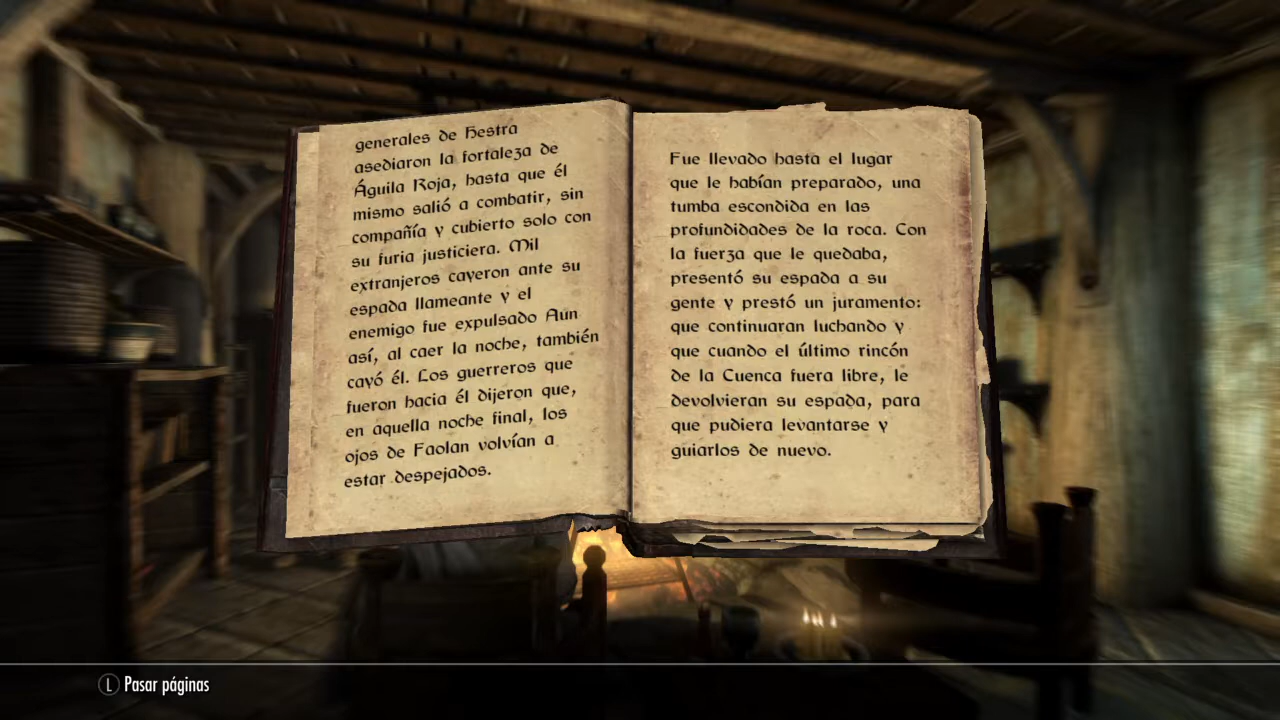 generales de Hestra
asediaron la fortaleza de
Águila Roja, hasta que él
mismo salió a combatir, sin
compañía y cubierto solo con
su furia justiciera. Mil
extranjeros cayeron ante su
espada llameante y el
enemigo fue expulsado Aún
así, al caer la noche, también
cayó él. Los guerreros que
fueron hacia él dijeron que,
en aquella noche final, los
ojos de Faolan volvían a
estar despejados.
Fue llevado hasta el lugar
que le habían preparado, una
tumba escondida en las
profundidades de la roca. Con
la fuerza que le quedaba,
presentó su espada a su
gente y prestó un juramento:
que continuaran luchando y
que cuando el último rincón
de la Cuenca fuera libre, le
devolvieran su espada, para
que pudiera levantarse y
guiarlos de nuevo.
L Pasar páginas